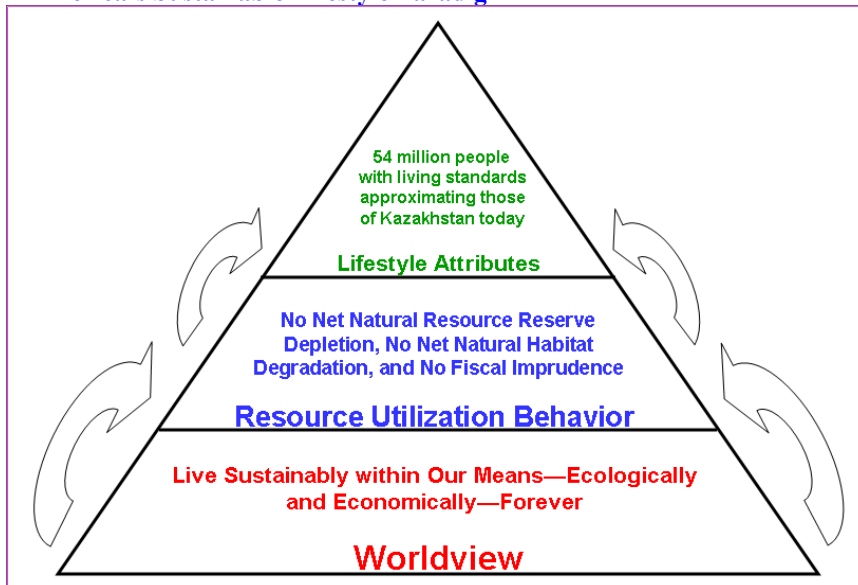 54 million people
with living standards
approximating those
of Kazakhstan today
Lifestyle Attributes
No Net Natural Resource Reserve
Depletion, No Net Natural Habitat
Degradation, and No Fiscal Imprudence
Resource Utilization Behavior
Live Sustainably within Our Means—Ecologically
and Economically—Forever
Worldview